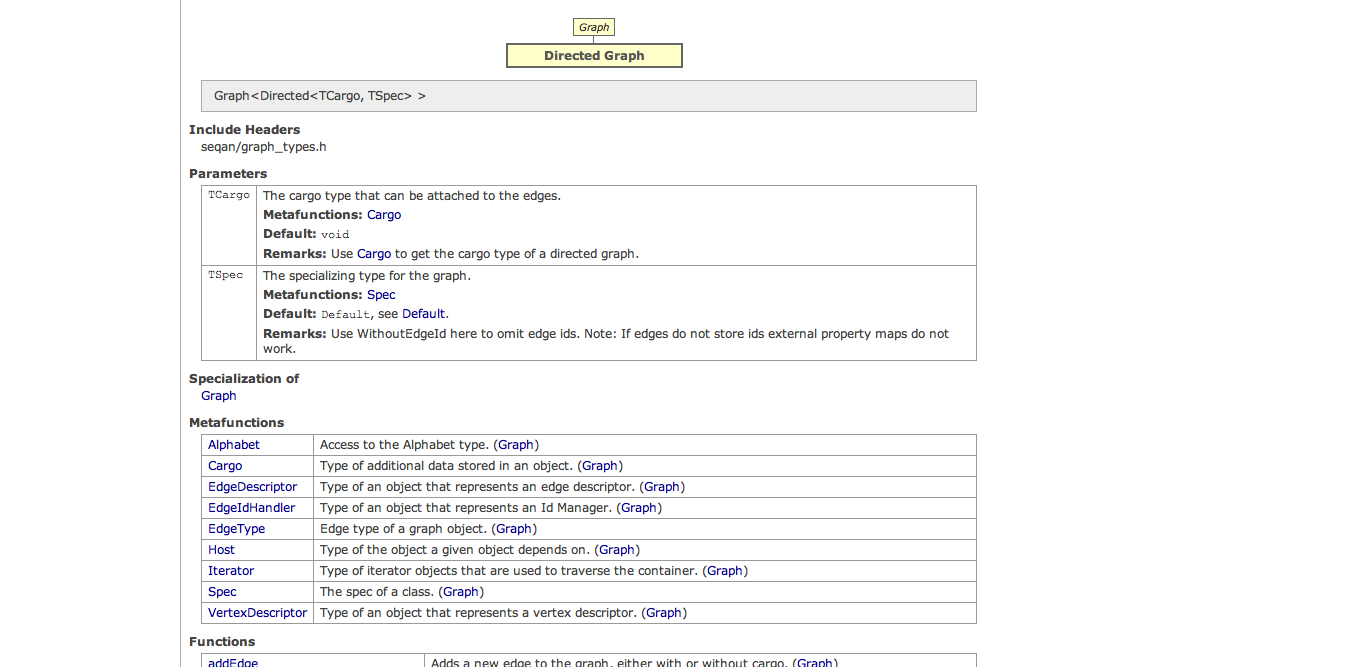 Graph
Directed Graph
Graph<Directed<TCargo, TSpec> >
Include Headers
seqan/graph_types.h
Parameters
TCargo The cargo type that can be attached to the edges.
Metafunctions: Cargo
Default: void
Remarks: Use Cargo to get the cargo type of a directed graph.
TSpec The specializing type for the graph.
Metafunctions: Spec
Default: Default, see Default.
Remarks: Use WithoutEdgeId here to omit edge ids. Note: If edges do not store ids external property maps do not
work.
Specialization of
Graph
Metafunctions
Alphabet Access to the Alphabet type. (Graph)
Cargo Type of additional data stored in an object. (Graph)
EdgeDescriptor Type of an object that represents an edge descriptor. (Graph)
EdgeIdHandler Type of an object that represents an Id Manager. (Graph)
EdgeType Edge type of a graph object. (Graph)
Host Type of the object a given object depends on. (Graph)
Iterator Type of iterator objects that are used to traverse the container. (Graph)
Spec The spec of a class. (Graph)
VertexDescriptor Type of an object that represents a vertex descriptor. (Graph)
Functions
addEdge Adds a new edge to the graph, either with or without cargo. (Graph)